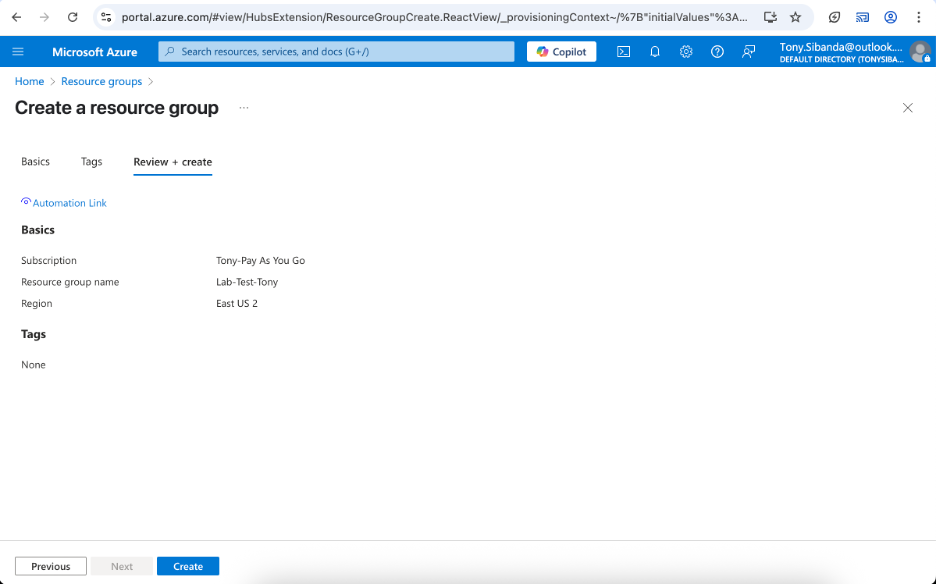 portal.azure.com/#view/HubsExtension/ResourceGroupCreate.ReactView/_provisioningContext~/%7B"initialValues"%3A...
Microsoft Azure
Search resources, services, and docs (G+/)
Copilot
Tony.Sibanda@outlook....
DEFAULT DIRECTORY (TONYSIBA...
Home > Resource groups >
Create a resource group ...
Basics Tags Review + create
Automation Link
Basics
Subscription Tony-Pay As You Go
Resource group name Lab-Test-Tony
Region East US 2
Tags
None
Previous Next Create